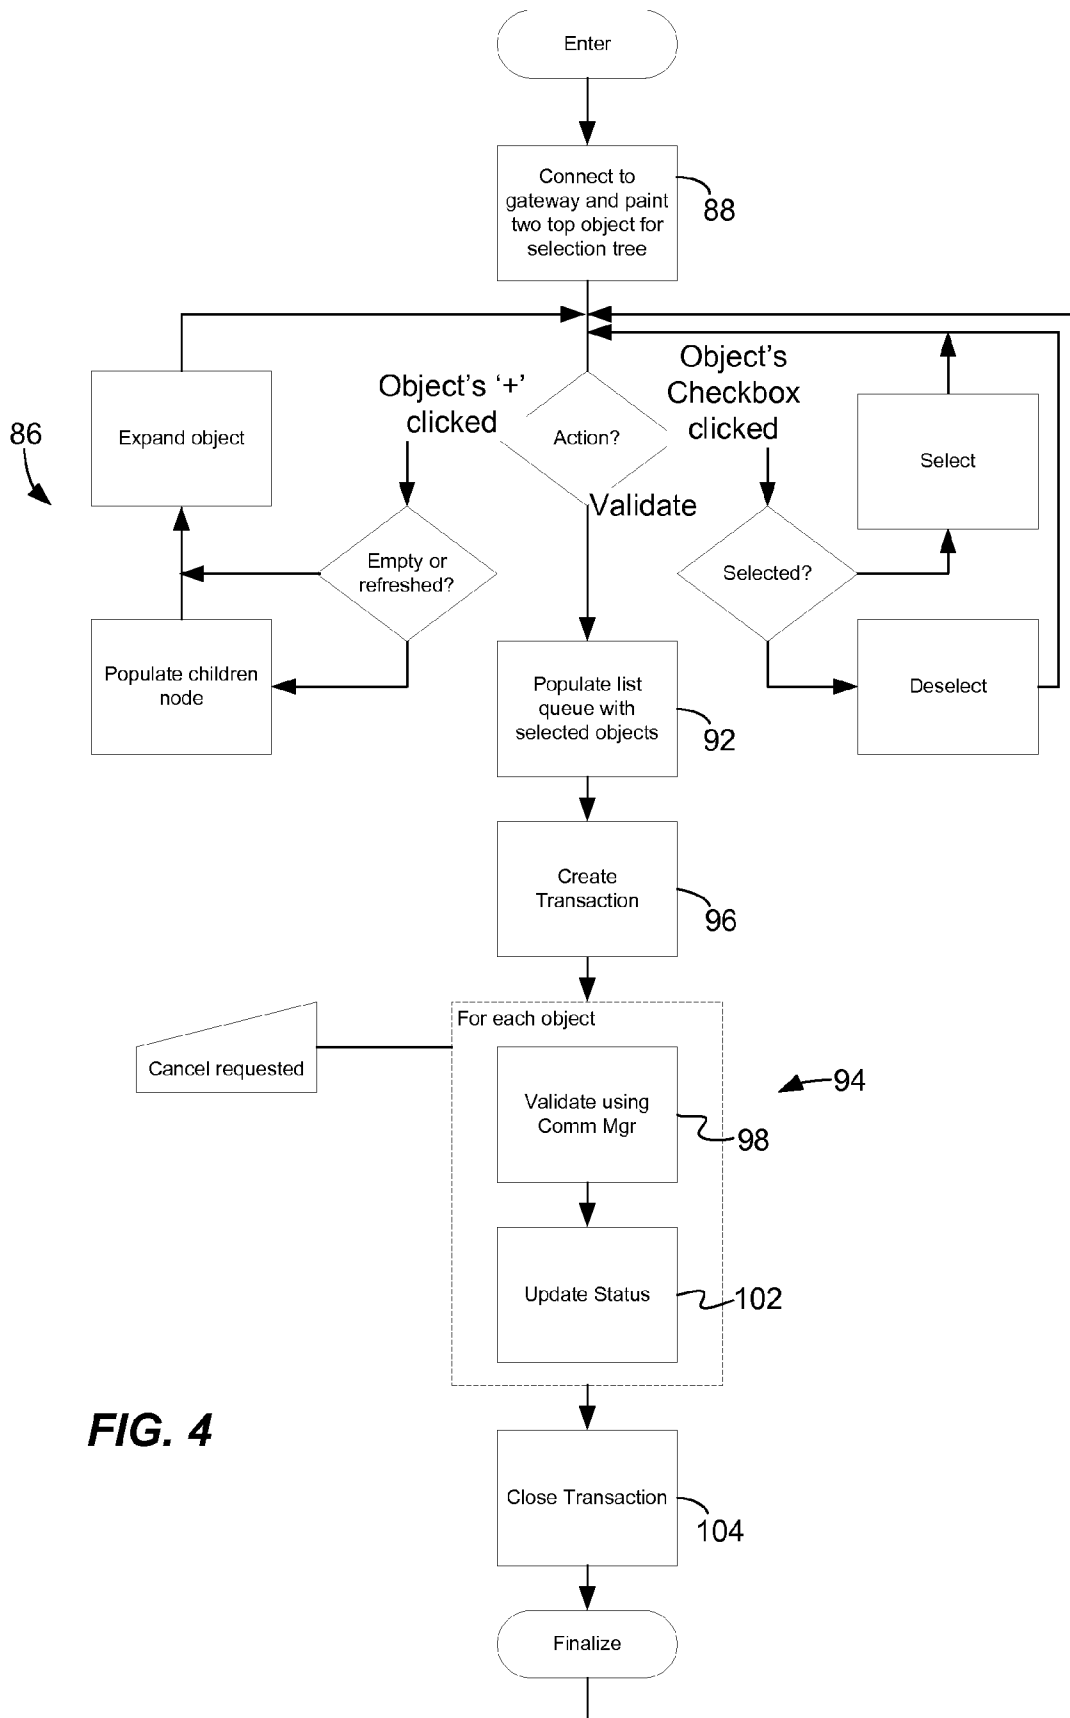 Enter
Connect to
gateway and paint
two top object for
selection tree
88
Object's '+'
clicked
Object's
Checkbox
clicked
Action?
Expand object
Select
86
Validate
Empty or
refreshed?
Selected?
Populate children
node
Populate list
queue with
selected objects
92
Deselect
Create
Transaction
96
For each object
Cancel requested
Validate using
Comm Mgr
98
94
Update Status
102
FIG. 4
Close Transaction
104
Finalize